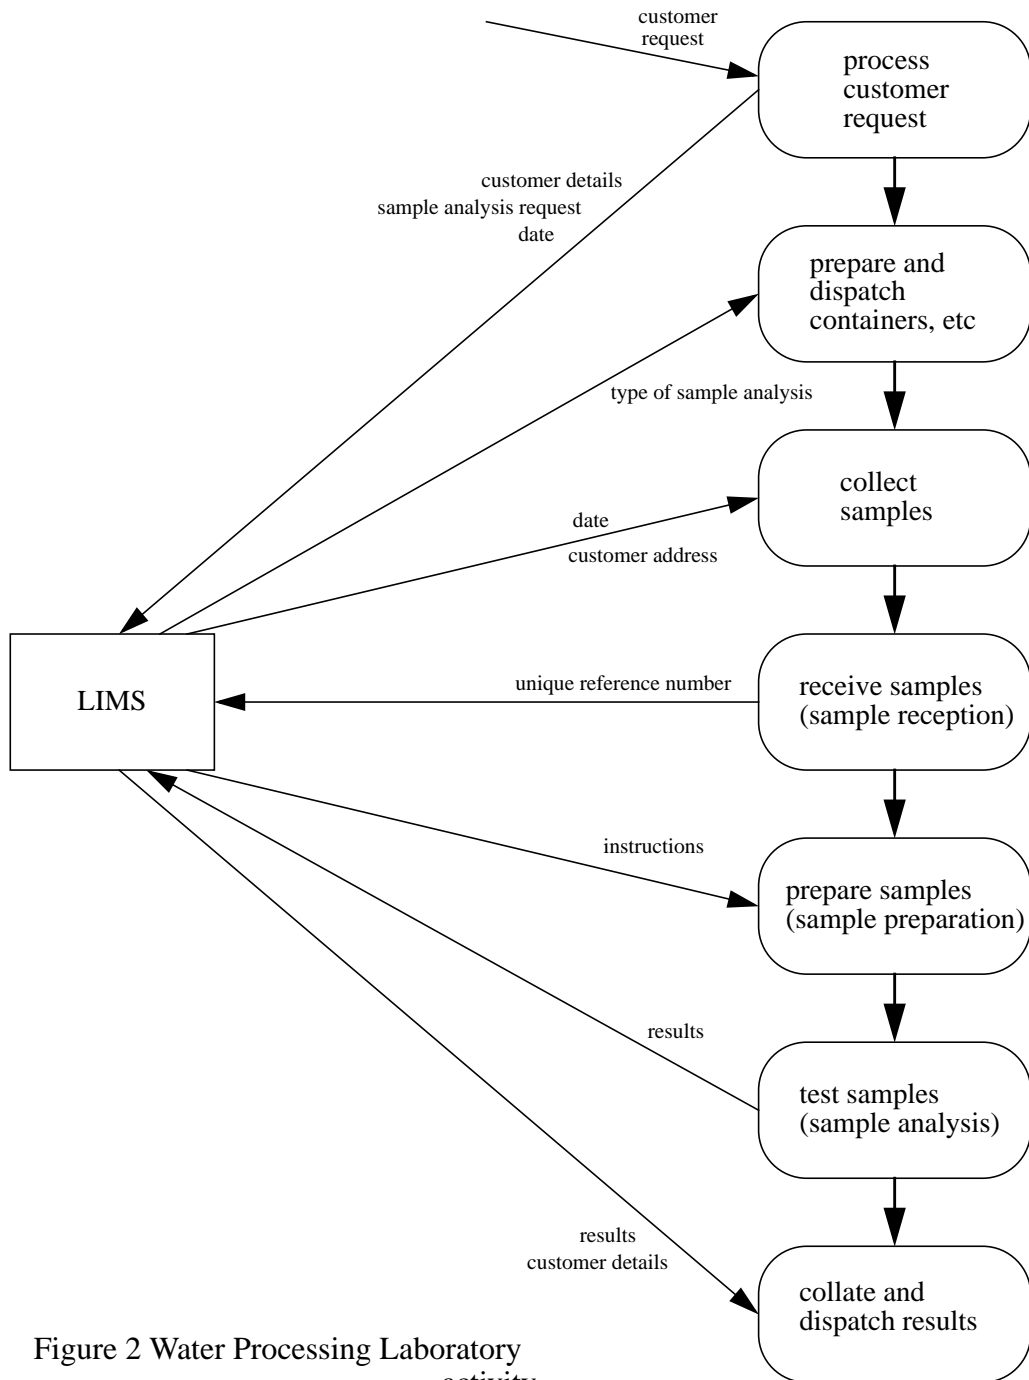 customer
request
process
customer
request
customer details
sample analysis request
date
prepare and
dispatch
containers, etc
type of sample analysis
collect
samples
date
customer address
LIMS
unique reference number
receive samples
(sample reception)
instructions
prepare samples
(sample preparation)
results
test samples
(sample analysis)
results
customer details
collate and
dispatch results
Figure 2 Water Processing Laboratory
activity